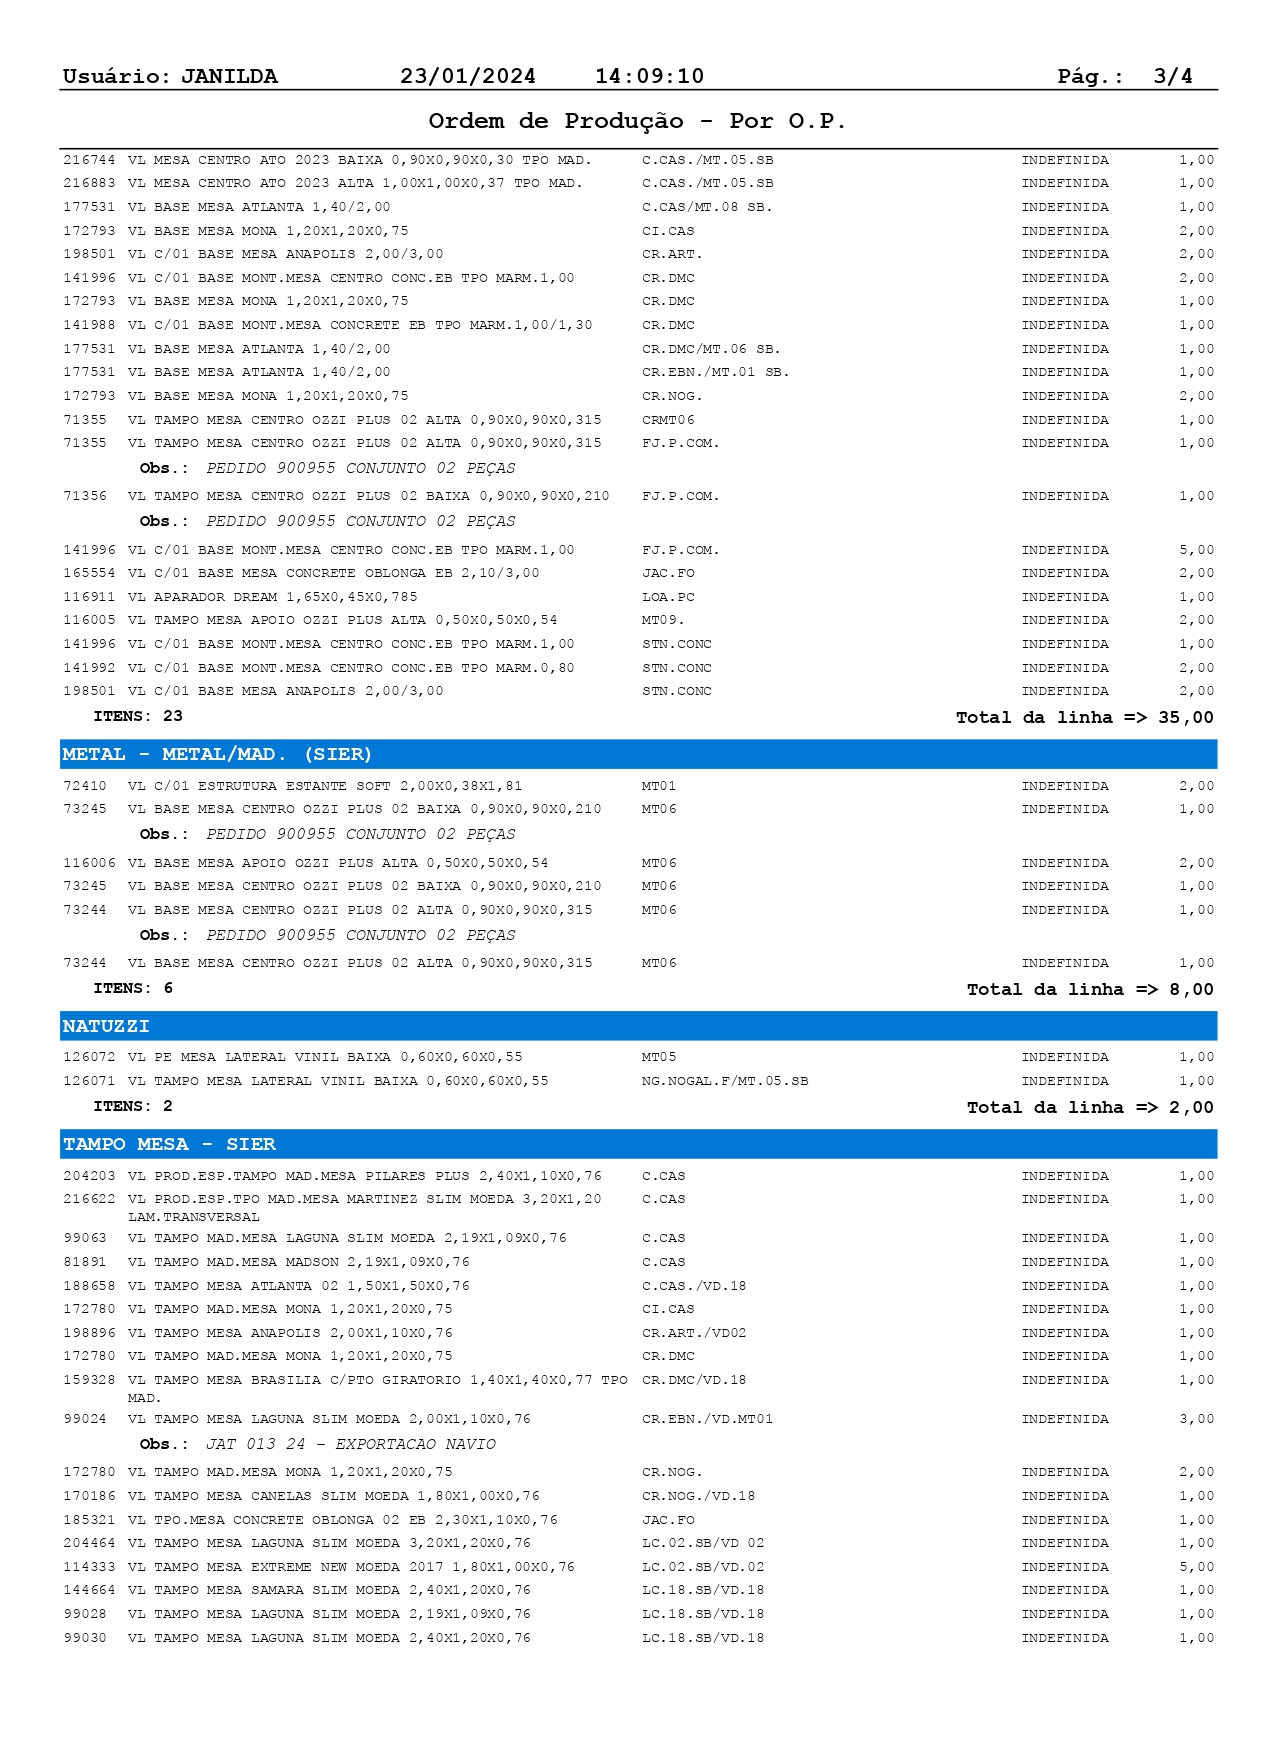 Usuário: JANILDA 23/01/2024 14:09:10 Pág.: 3/4
Ordem de Produção - Por O.P.
216744 VL MESA CENTRO ATO 2023 BAIXA 0,90X0,90X0,30 TPO MAD. C.CAS./MT.05.SB INDEFINIDA 1,00
216883 VL MESA CENTRO ATO 2023 ALTA 1,00X1,00X0,37 TPO MAD. C.CAS./MT.05.SB INDEFINIDA 1,00
177531 VL BASE MESA ATLANTA 1,40/2,00 C.CAS/MT.08 SB. INDEFINIDA 1,00
172793 VL BASE MESA MONA 1,20X1,20X0,75 CI.CAS INDEFINIDA 2,00
198501 VL C/01 BASE MESA ANAPOLIS 2,00/3,00 CR.ART. INDEFINIDA 2,00
141996 VL C/01 BASE MONT.MESA CENTRO CONC.EB TPO MARM.1,00 CR.DMC INDEFINIDA 2,00
172793 VL BASE MESA MONA 1,20X1,20X0,75 CR.DMC INDEFINIDA 1,00
141988 VL C/01 BASE MONT.MESA CONCRETE EB TPO MARM.1,00/1,30 CR.DMC INDEFINIDA 1,00
177531 VL BASE MESA ATLANTA 1,40/2,00 CR.DMC/MT.06 SB. INDEFINIDA 1,00
177531 VL BASE MESA ATLANTA 1,40/2,00 CR.EBN./MT.01 SB. INDEFINIDA 1,00
172793 VL BASE MESA MONA 1,20X1,20X0,75 CR.NOG. INDEFINIDA 2,00
71355 VL TAMPO MESA CENTRO OZZI PLUS 02 ALTA 0,90X0,90X0,315 CRMT06 INDEFINIDA 1,00
71355 VL TAMPO MESA CENTRO OZZI PLUS 02 ALTA 0,90X0,90X0,315 FJ.P.COM. INDEFINIDA 1,00
Obs.: PEDIDO 900955 CONJUNTO 02 PEÇAS
71356 VL TAMPO MESA CENTRO OZZI PLUS 02 BAIXA 0,90X0,90X0,210 FJ.P.COM. INDEFINIDA 1,00
Obs.: PEDIDO 900955 CONJUNTO 02 PEÇAS
141996 VL C/01 BASE MONT.MESA CENTRO CONC.EB TPO MARM.1,00 FJ.P.COM. INDEFINIDA 5,00
165554 VL C/01 BASE MESA CONCRETE OBLONGA EB 2,10/3,00 JAC.FO INDEFINIDA 2,00
116911 VL APARADOR DREAM 1,65X0,45X0,785 LOA.PC INDEFINIDA 1,00
116005 VL TAMPO MESA APOIO OZZI PLUS ALTA 0,50X0,50X0,54 MT09. INDEFINIDA 2,00
141996 VL C/01 BASE MONT.MESA CENTRO CONC.EB TPO MARM.1,00 STN.CONC INDEFINIDA 1,00
141992 VL C/01 BASE MONT.MESA CENTRO CONC.EB TPO MARM.0,80 STN.CONC INDEFINIDA 2,00
198501 VL C/01 BASE MESA ANAPOLIS 2,00/3,00 STN.CONC INDEFINIDA 2,00
ITENS: 23 Total da linha => 35,00
METAL - METAL/MAD. (SIER)
72410 VL C/01 ESTRUTURA ESTANTE SOFT 2,00X0,38X1,81 MT01 INDEFINIDA 2,00
73245 VL BASE MESA CENTRO OZZI PLUS 02 BAIXA 0,90X0,90X0,210 MT06 INDEFINIDA 1,00
Obs.: PEDIDO 900955 CONJUNTO 02 PEÇAS
116006 VL BASE MESA APOIO OZZI PLUS ALTA 0,50X0,50X0,54 MT06 INDEFINIDA 2,00
73245 VL BASE MESA CENTRO OZZI PLUS 02 BAIXA 0,90X0,90X0,210 MT06 INDEFINIDA 1,00
73244 VL BASE MESA CENTRO OZZI PLUS 02 ALTA 0,90X0,90X0,315 MT06 INDEFINIDA 1,00
Obs.: PEDIDO 900955 CONJUNTO 02 PEÇAS
73244 VL BASE MESA CENTRO OZZI PLUS 02 ALTA 0,90X0,90X0,315 MT06 INDEFINIDA 1,00
ITENS: 6 Total da linha => 8,00
NATUZZI
126072 VL PE MESA LATERAL VINIL BAIXA 0,60X0,60X0,55 MT05 INDEFINIDA 1,00
126071 VL TAMPO MESA LATERAL VINIL BAIXA 0,60X0,60X0,55 NG.NOGAL.F/MT.05.SB INDEFINIDA 1,00
ITENS: 2 Total da linha => 2,00
TAMPO MESA - SIER
204203 VL PROD.ESP.TAMPO MAD.MESA PILARES PLUS 2,40X1,10X0,76 C.CAS INDEFINIDA 1,00
216622 VL PROD.ESP.TPO MAD.MESA MARTINEZ SLIM MOEDA 3,20X1,20 C.CAS INDEFINIDA 1,00
LAM.TRANSVERSAL
99063 VL TAMPO MAD.MESA LAGUNA SLIM MOEDA 2,19X1,09X0,76 C.CAS INDEFINIDA 1,00
81891 VL TAMPO MAD.MESA MADSON 2,19X1,09X0,76 C.CAS INDEFINIDA 1,00
188658 VL TAMPO MESA ATLANTA 02 1,50X1,50X0,76 C.CAS./VD.18 INDEFINIDA 1,00
172780 VL TAMPO MAD.MESA MONA 1,20X1,20X0,75 CI.CAS INDEFINIDA 1,00
198896 VL TAMPO MESA ANAPOLIS 2,00X1,10X0,76 CR.ART./VD02 INDEFINIDA 1,00
172780 VL TAMPO MAD.MESA MONA 1,20X1,20X0,75 CR.DMC INDEFINIDA 1,00
159328 VL TAMPO MESA BRASILIA C/PTO GIRATORIO 1,40X1,40X0,77 TPO CR.DMC/VD.18 INDEFINIDA 1,00
MAD.
99024 VL TAMPO MESA LAGUNA SLIM MOEDA 2,00X1,10X0,76 CR.EBN./VD.MT01 INDEFINIDA 3,00
Obs.: JAT 013 24 - EXPORTACAO NAVIO
172780 VL TAMPO MAD.MESA MONA 1,20X1,20X0,75 CR.NOG. INDEFINIDA 2,00
170186 VL TAMPO MESA CANELAS SLIM MOEDA 1,80X1,00X0,76 CR.NOG./VD.18 INDEFINIDA 1,00
185321 VL TPO.MESA CONCRETE OBLONGA 02 EB 2,30X1,10X0,76 JAC.FO INDEFINIDA 1,00
204464 VL TAMPO MESA LAGUNA SLIM MOEDA 3,20X1,20X0,76 LC.02.SB/VD 02 INDEFINIDA 1,00
114333 VL TAMPO MESA EXTREME NEW MOEDA 2017 1,80X1,00X0,76 LC.02.SB/VD.02 INDEFINIDA 5,00
144664 VL TAMPO MESA SAMARA SLIM MOEDA 2,40X1,20X0,76 LC.18.SB/VD.18 INDEFINIDA 1,00
99028 VL TAMPO MESA LAGUNA SLIM MOEDA 2,19X1,09X0,76 LC.18.SB/VD.18 INDEFINIDA 1,00
99030 VL TAMPO MESA LAGUNA SLIM MOEDA 2,40X1,20X0,76 LC.18.SB/VD.18 INDEFINIDA 1,00